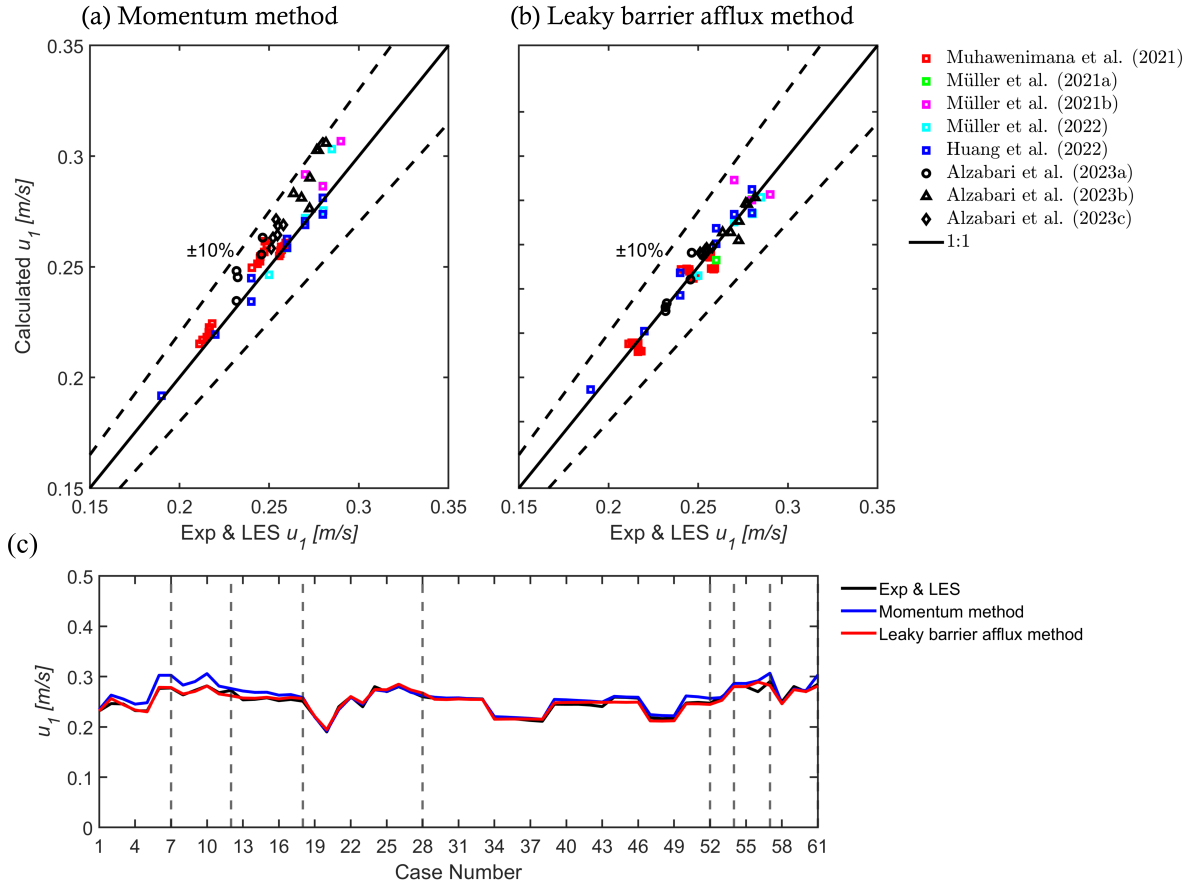 (a) Momentum method
(b) Leaky barrier afflux method
0.35
0.3
0.25
0.2
0.15
Calculated u1 [m/s]
±10%
0.15
0.2
0.25
0.3
0.35
Exp & LES u1 [m/s]
±10%
0.15
0.2
0.25
0.3
0.35
Exp & LES u1 [m/s]
Muhawenimana et al. (2021)
Müller et al. (2021a)
Müller et al. (2021b)
Müller et al. (2022)
Huang et al. (2022)
Alzabari et al. (2023a)
Alzabari et al. (2023b)
Alzabari et al. (2023c)
1:1
(c)
0.5
0.4
0.3
0.2
0.1
0
u1 [m/s]
1 4 7 10 13 16 19 22 25 28 31 34 37 40 43 46 49 52 55 58 61
Case Number
Exp & LES
Momentum method
Leaky barrier afflux method